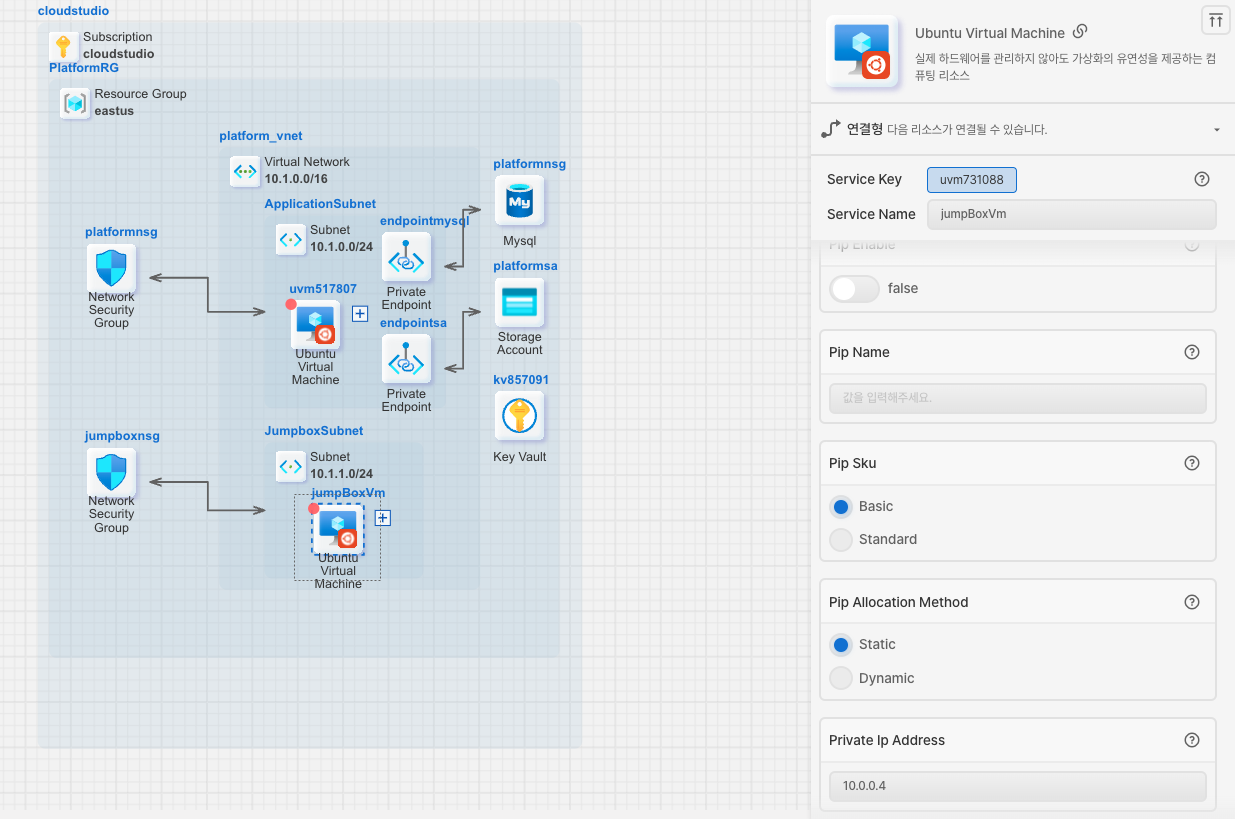 cloudstudio
Subscription
cloudstudio
PlatformRG
Resource Group
eastus
platform_vnet
Virtual Network
10.1.0.0/16
platformnsg
ApplicationSubnet
Subnet
10.1.0.0/24
endpointmysql
Mysql
platformnsg
Network
Security
Group
Private
Endpoint
platformsa
uvm517807
Ubuntu
Virtual
Machine
endpointsa
Storage
Account
Private
Endpoint
kv857091
Key Vault
JumpboxSubnet
Subnet
10.1.1.0/24
jumpboxnsg
Network
Security
Group
jumpBoxVm
Ubuntu
Virtual
Machine
Ubuntu Virtual Machine
실제 하드웨어를 관리하지 않아도 가상화의 유연성을 제공하는 컴
퓨팅 리소스
연결형 다음 리소스가 연결될 수 있습니다.
Service Key uvm731088
Service Name jumpBoxVm
Pip Enable
false
Pip Name
값을 입력해주세요.
Pip Sku
Basic
Standard
Pip Allocation Method
Static
Dynamic
Private Ip Address
10.0.0.4